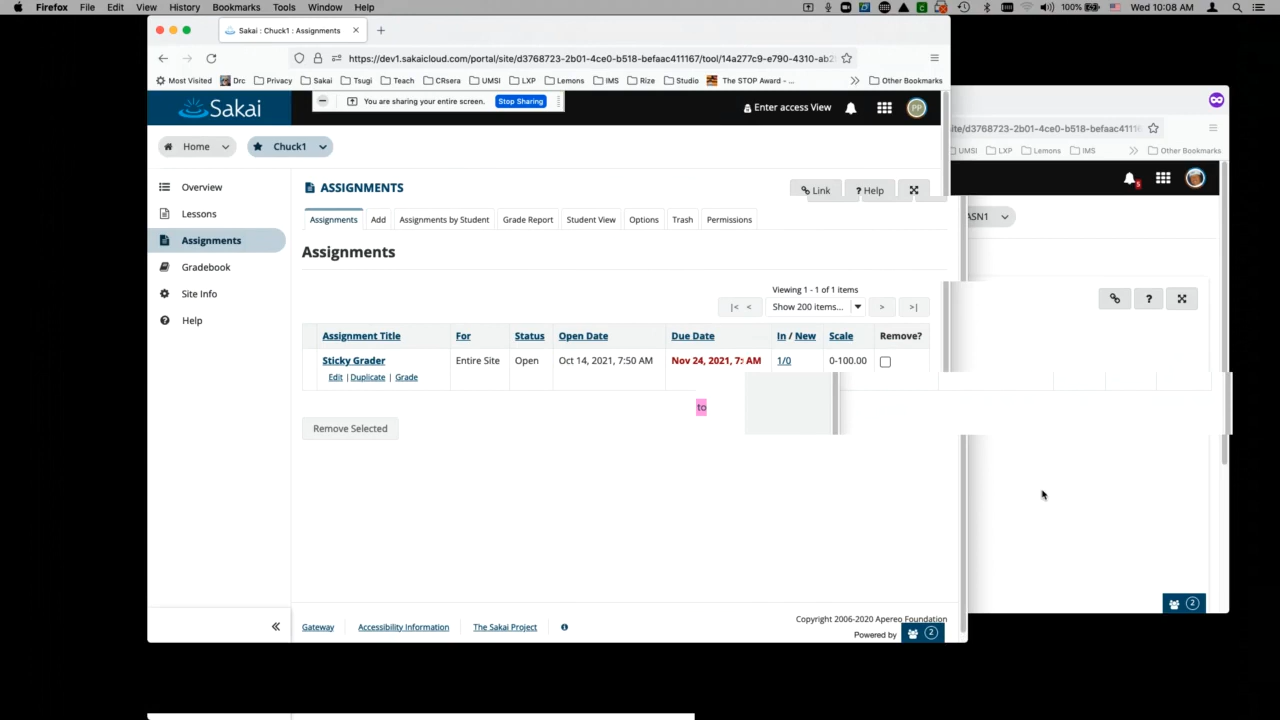 Firefox File Edit View History Bookmarks Tools Window Help 100% Wed 10:08 AM
Sakai : Chuck1 : Assignments
https://dev1.sakaicloud.com/portal/site/d3768723-2b01-4ce0-b518-befaac411167/tool/14a277c9-e790-4310-ab2
Most Visited Drc Privacy Sakai Tsugi Teach CRsera UMSI LXP Lemons IMS Rize Studio The STOP Award - ... Other Bookmarks
Sakai You are sharing your entire screen. Stop Sharing Enter access View PP
ite/d3768723-2b01-4ce0-b518-befaac41116
UMSI LXP Lemons IMS Other Bookmarks
Home Chuck1
5
Overview
ASSIGNMENTS Link ? Help
Lessons
Assignments Add Assignments by Student Grade Report Student View Options Trash Permissions
ASN1
Assignments
Assignments
Gradebook
Site Info
Help
Viewing 1 - 1 of 1 items
|< < Show 200 items... > >|
?
Assignment Title For Status Open Date Due Date In / New Scale Remove?
Sticky Grader Entire Site Open Oct 14, 2021, 7:50 AM Nov 24, 2021, 7: AM 1/0 0-100.00
Edit | Duplicate | Grade
to
Remove Selected
2
Gateway Accessibility Information The Sakai Project
Copyright 2006-2020 Apereo Foundation
Powered by 2